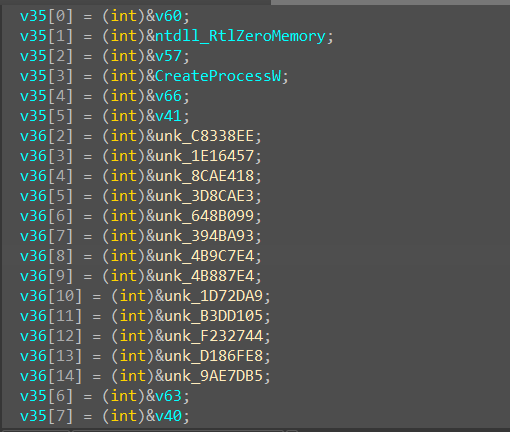 v35[0] = (int)&v60;
v35[1] = (int)&ntdll_RtlZeroMemory;
v35[2] = (int)&v57;
v35[3] = (int)&CreateProcessW;
v35[4] = (int)&v66;
v35[5] = (int)&v41;
v36[2] = (int)&unk_C8338EE;
v36[3] = (int)&unk_1E16457;
v36[4] = (int)&unk_8CAE418;
v36[5] = (int)&unk_3D8CAE3;
v36[6] = (int)&unk_648B099;
v36[7] = (int)&unk_394BA93;
v36[8] = (int)&unk_4B9C7E4;
v36[9] = (int)&unk_4B887E4;
v36[10] = (int)&unk_1D72DA9;
v36[11] = (int)&unk_B3DD105;
v36[12] = (int)&unk_F232744;
v36[13] = (int)&unk_D186FE8;
v36[14] = (int)&unk_9AE7DB5;
v35[6] = (int)&v63;
v35[7] = (int)&v40;